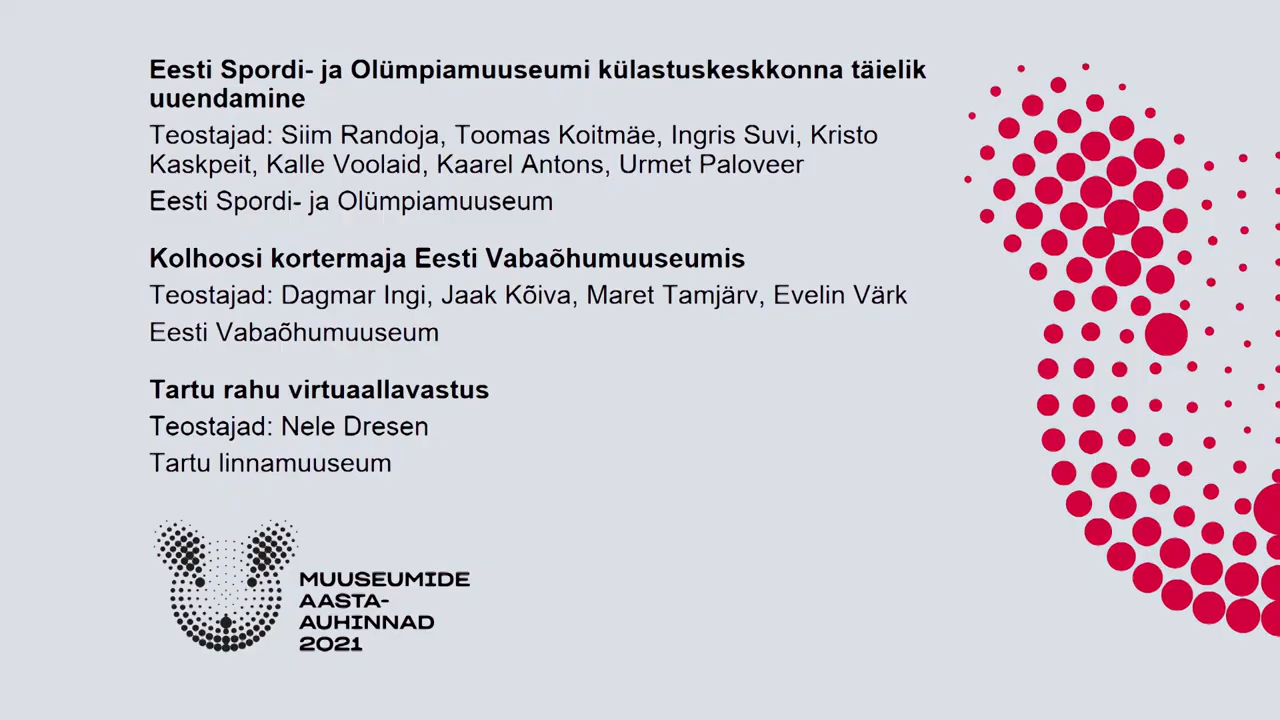 Eesti Spordi- ja Olümpiamuuseumi külastuskeskkonna täielik
uuendamine
Teostajad: Siim Randoja, Toomas Koitmäe, Ingris Suvi, Kristo
Kaskpeit, Kalle Voolaid, Kaarel Antons, Urmet Paloveer
Eesti Spordi- ja Olümpiamuuseum
Kolhoosi kortermaja Eesti Vabaõhumuuseumis
Teostajad: Dagmar Ingi, Jaak Kõiva, Maret Tamjärv, Evelin Värk
Eesti Vabaõhumuuseum
Tartu rahu virtuaallavastus
Teostajad: Nele Dresen
Tartu linnamuuseum
MUUSEUMIDE
AASTA-
AUHINNAD
2021